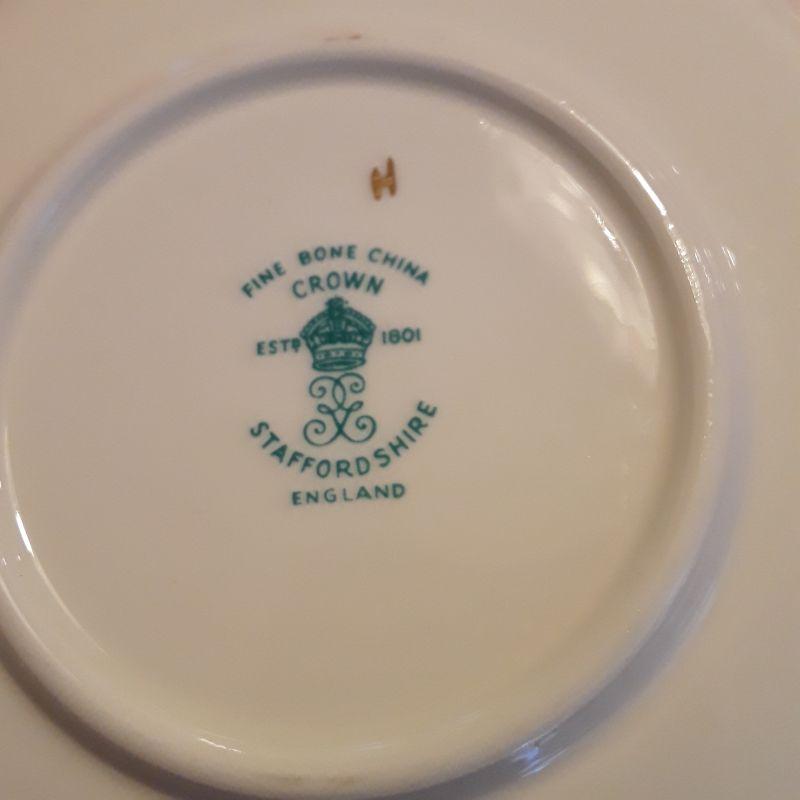 H
FINE BONE CHINA
CROWN
ESTD 1801
STAFFORDSHIRE
ENGLAND